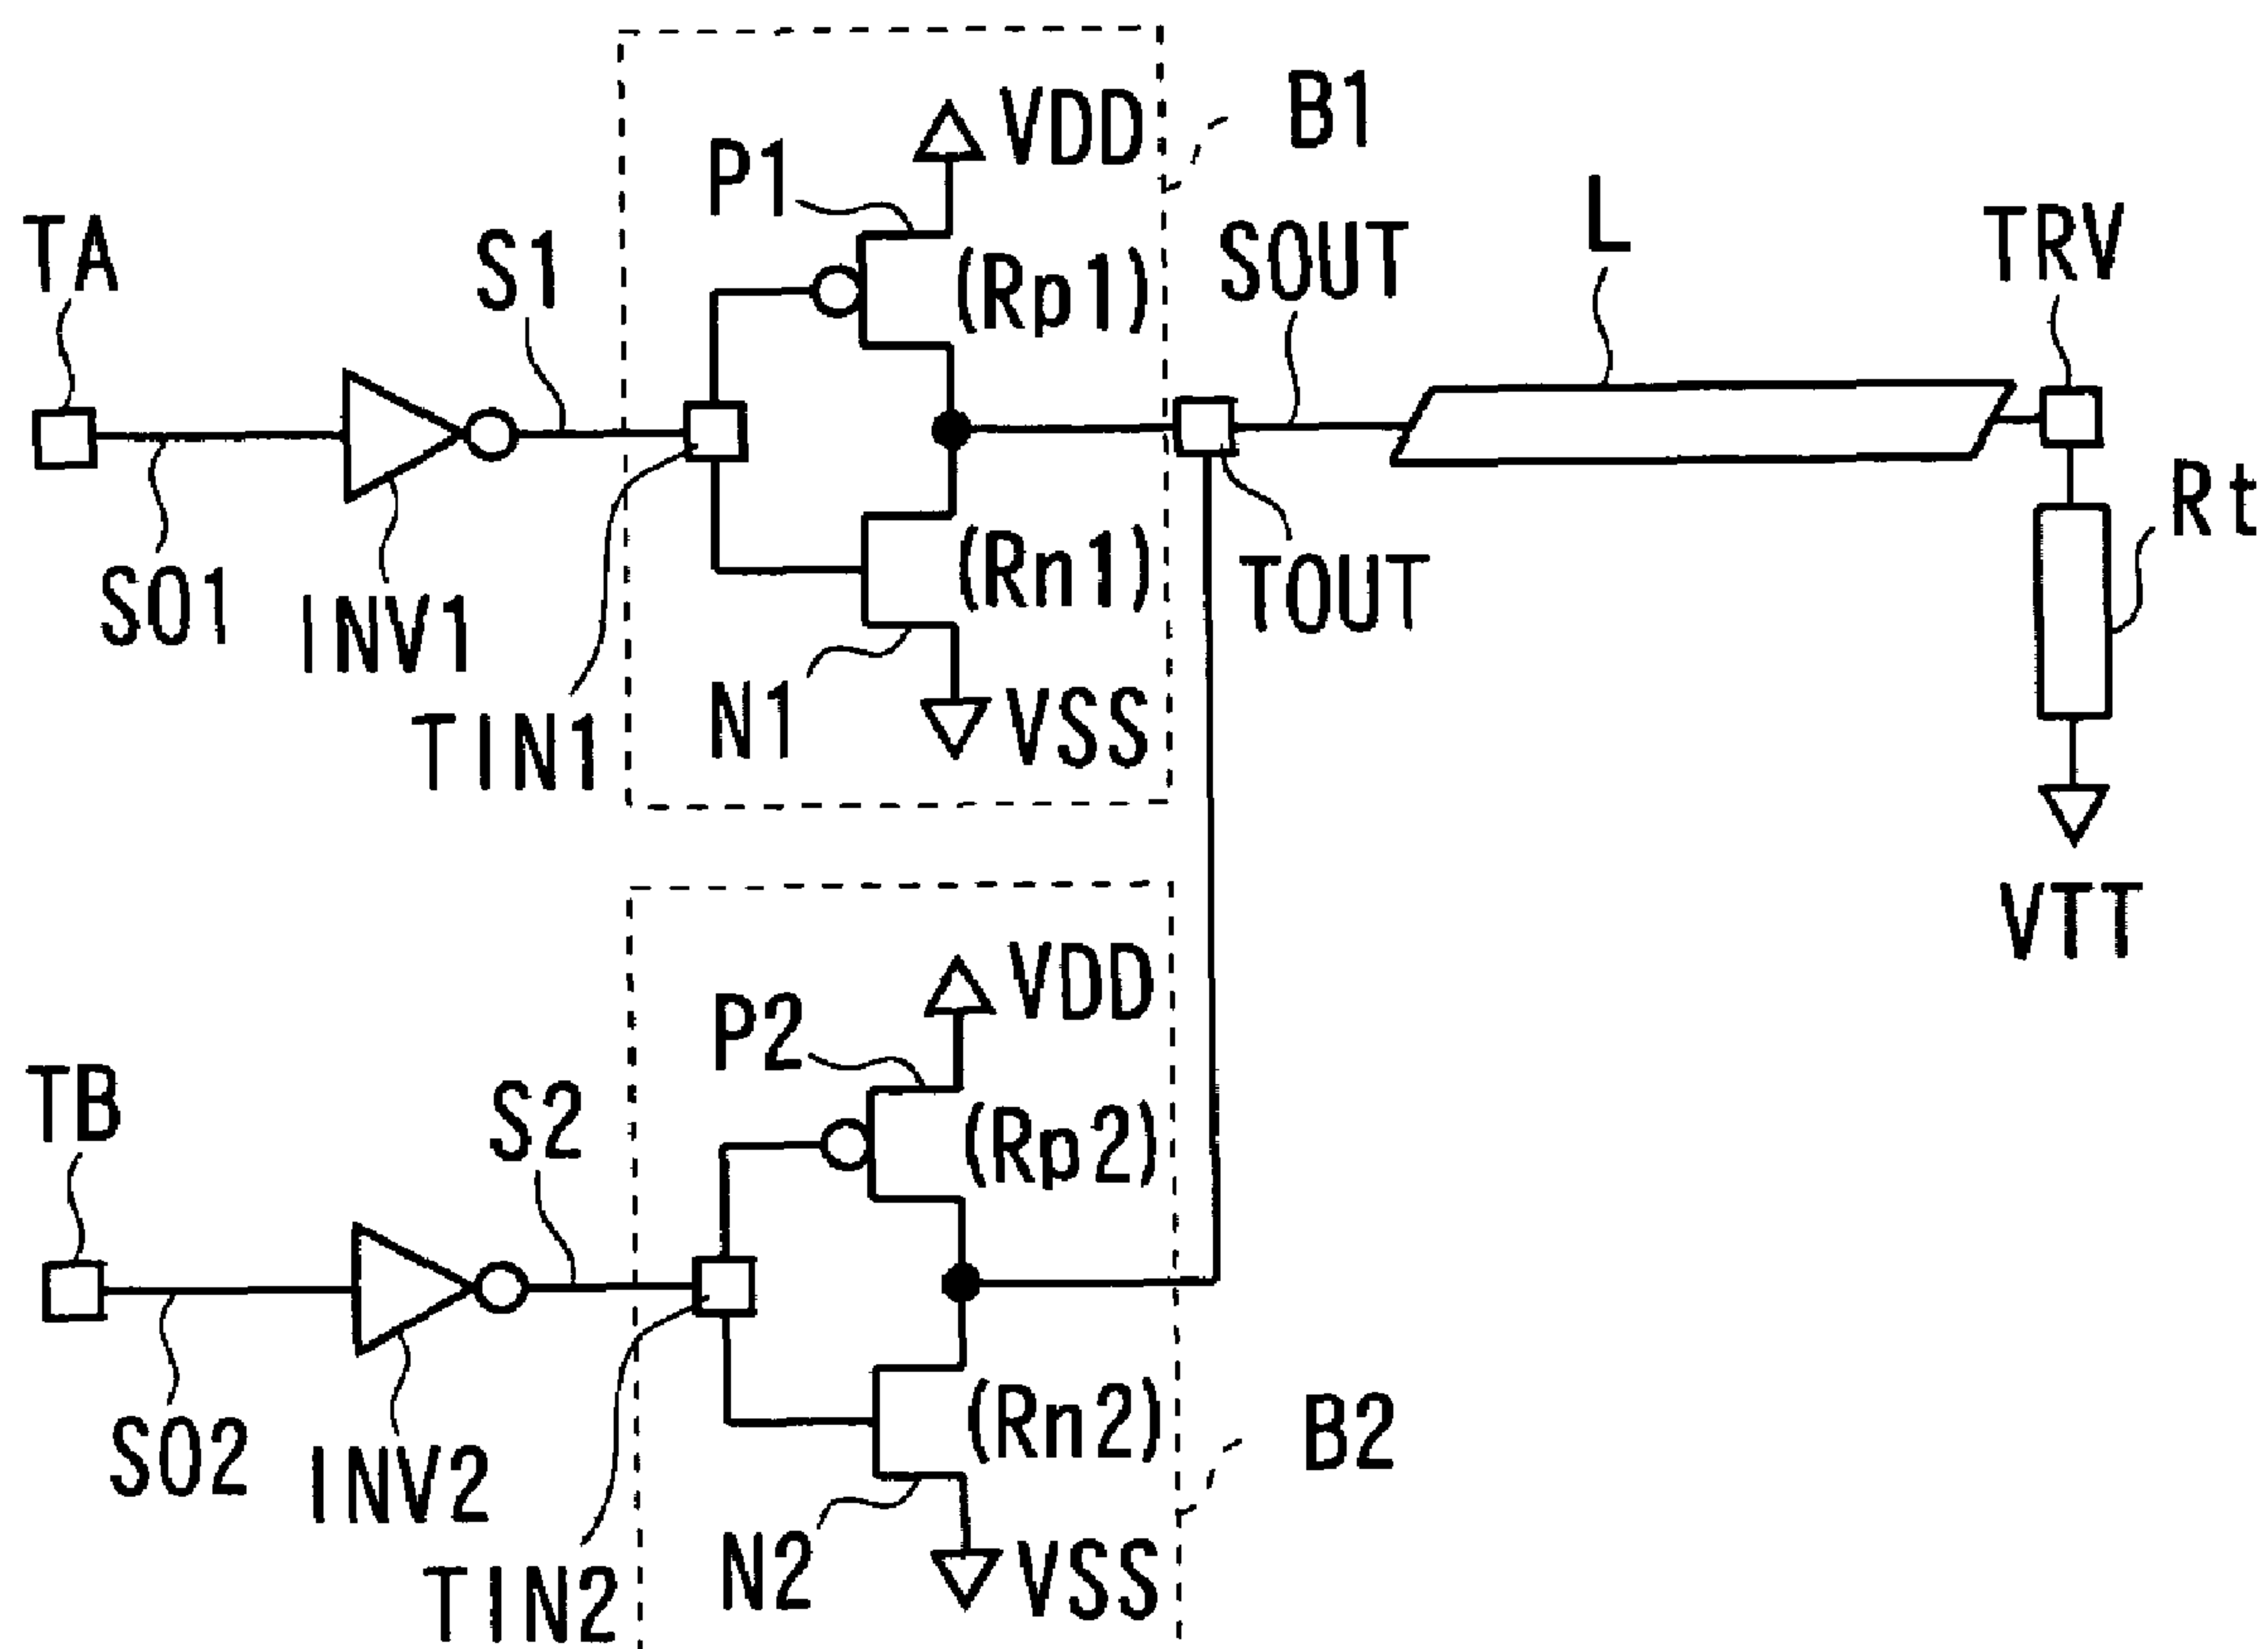 VDD
B1
P1
L
TA
S1
(Rp1)
SOUT
TRV
Rt
SO1
INV1
(Rn1)
TOUT
TIN1
N1
VSS
VTT
VDD
P2
TB
S2
(Rp2)
SO2
INV2
(Rn2)
B2
TIN2
N2
VSS